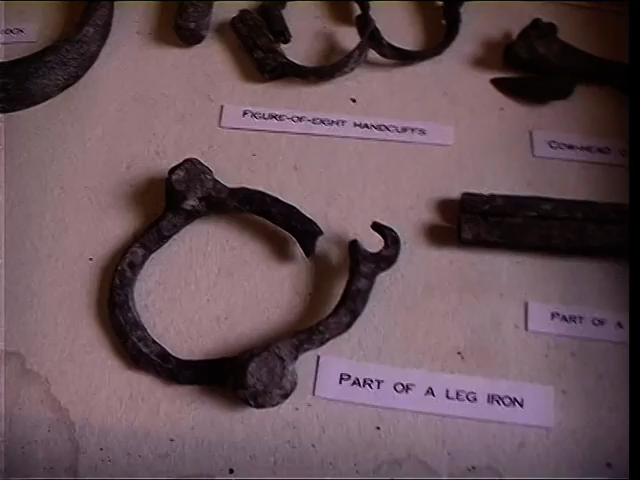 FIGURE-OF-EIGHT HANDCUFFS
COW-HEAD
PART OF A
PART OF A LEG IRON